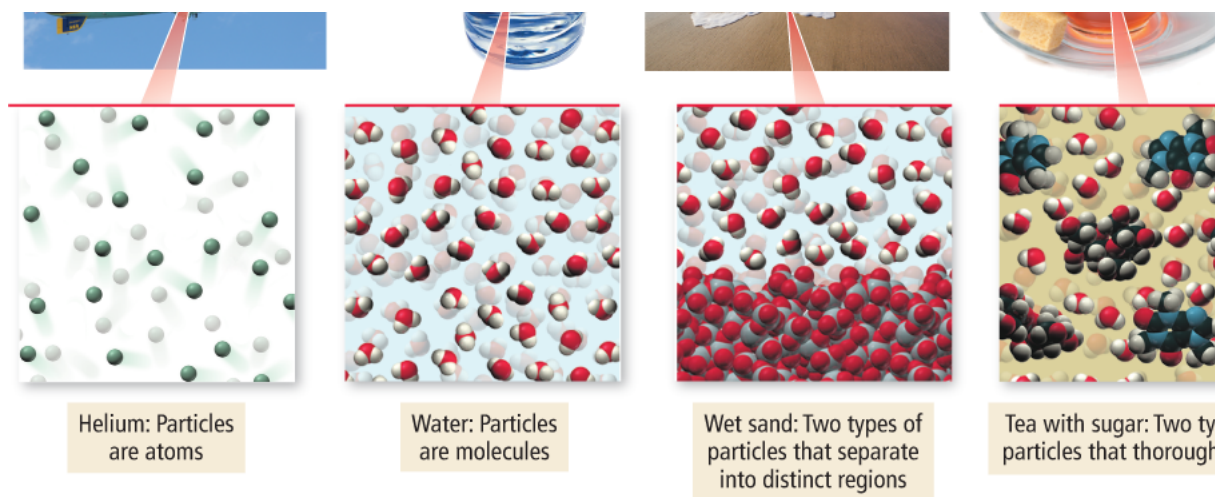 Helium: Particles
are atoms
Water: Particles
are molecules
Wet sand: Two types of
particles that separate
into distinct regions
Tea with sugar: Two
particles that